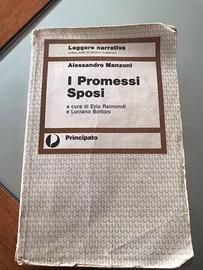 Leggere narrativa
Alessandro Manzoni
I Promessi
Sposi
a cura di Ezio Raimondi
e Luciano Bottoni
Principato